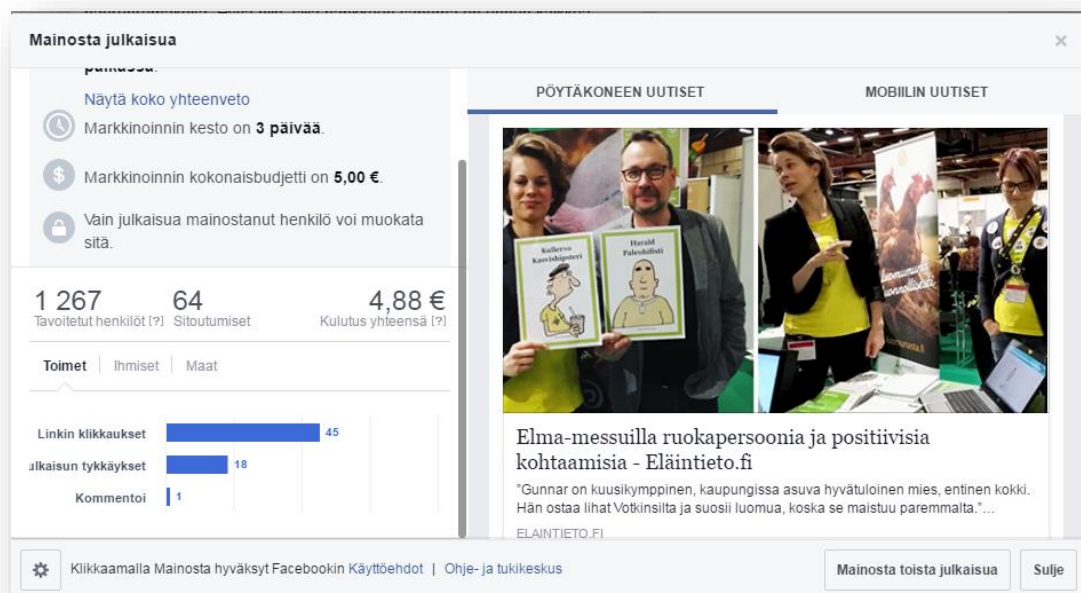 Mainosta julkaisua
×
Näytä koko yhteenveto
Markkinoinnin kesto on 3 päivää.
$
Markkinoinnin kokonaisbudjetti on 5,00 €.
Vain julkaisua mainostanut henkilö voi muokata
sitä.
1 267
Tavoitetut henkilöt [?]
64
Sitoutumiset
4,88 €
Kulutus yhteensä [?]
Toimet | Ihmiset | Maat
Linkin klikkaukset 45
ulkaisun tykkäykset 18
Kommentoi 1
PÖYTÄKONEEN UUTISET
MOBIILIN UUTISET
Kullervo
Kasvishipsteri
Harald
Paleohifisti
luomumuni
luonnollisesti
Elma-messuilla ruokapersoonia ja positiivisia
kohtaamisia - Eläintieto.fi
"Gunnar on kuusikymppinen, kaupungissa asuva hyvätuloinen mies, entinen kokki.
Hän ostaa lihat Votkinsilta ja suosii luomua, koska se maistuu paremmalta."...
ELAINTIETO.FI
Klikkaamalla Mainosta hyväksyt Facebookin Käyttöehdot | Ohje- ja tukikeskus
Mainosta toista julkaisua
Sulje